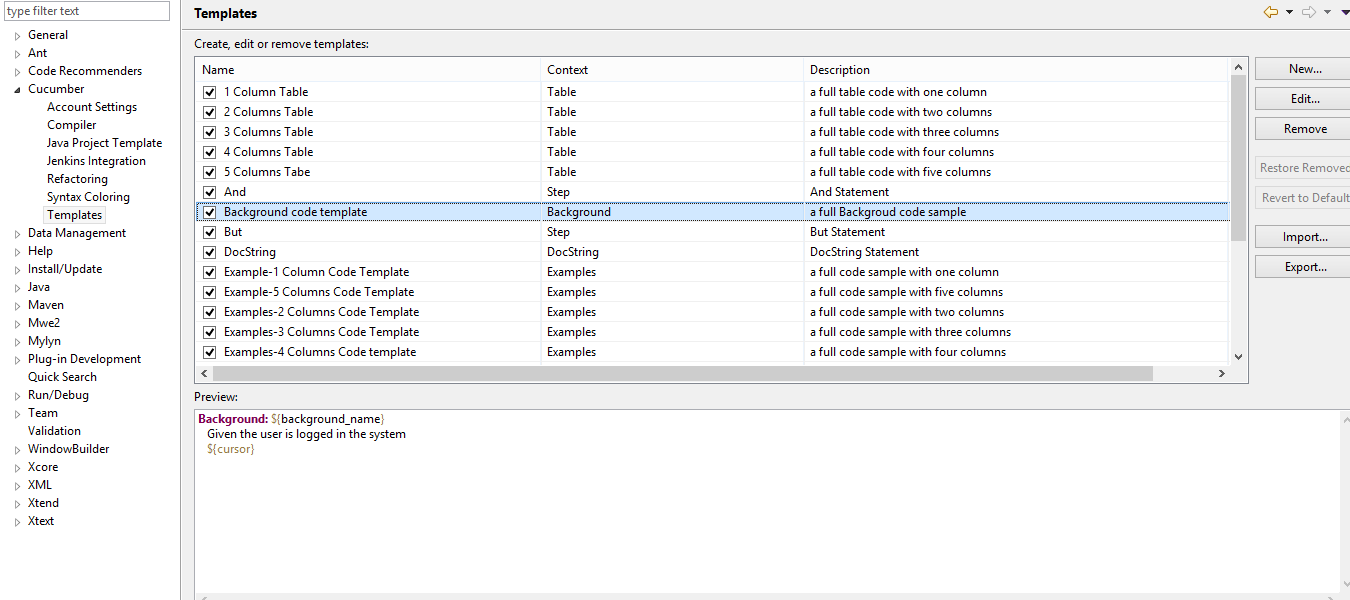 type filter text
General
Ant
Code Recommenders
Cucumber
Account Settings
Compiler
Java Project Template
Jenkins Integration
Refactoring
Syntax Coloring
Templates
Data Management
Help
Install/Update
Java
Maven
Mwe2
Mylyn
Plug-in Development
Quick Search
Run/Debug
Team
Validation
WindowBuilder
Xcore
XML
Xtend
Xtext
Templates
Create, edit or remove templates:
Name Context Description
1 Column Table Table a full table code with one column
2 Columns Table Table a full table code with two columns
3 Columns Table Table a full table code with three columns
4 Columns Table Table a full table code with four columns
5 Columns Tabe Table a full table code with five columns
And Step And Statement
Background code template Background a full Backgroud code sample
But Step But Statement
DocString DocString DocString Statement
Example-1 Column Code Template Examples a full code sample with one column
Example-5 Columns Code Template Examples a full code sample with five columns
Examples-2 Columns Code Template Examples a full code sample with two columns
Examples-3 Columns Code Template Examples a full code sample with three columns
Examples-4 Columns Code template Examples a full code sample with four columns
New...
Edit...
Remove
Restore Removed
Revert to Default
Import...
Export...
Preview:
Background: ${background_name}
Given the user is logged in the system
${cursor}